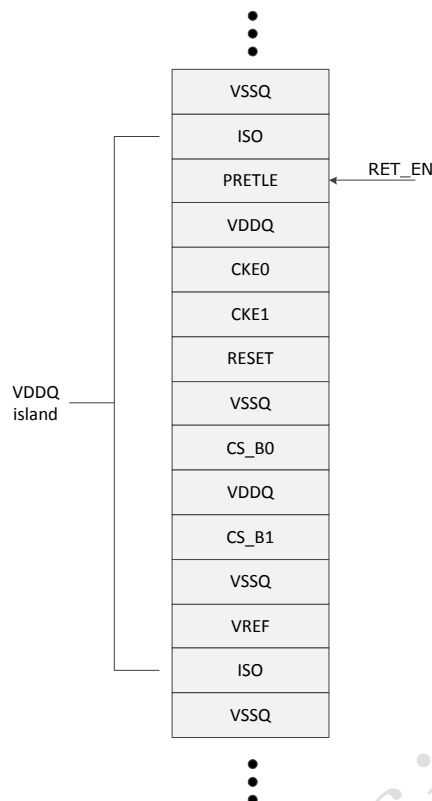 VSSQ
ISO
PRETLE
RET_EN
VDDQ
CKE0
CKE1
RESET
VDDQ
island
VSSQ
CS_B0
VDDQ
CS_B1
VSSQ
VREF
ISO
VSSQ